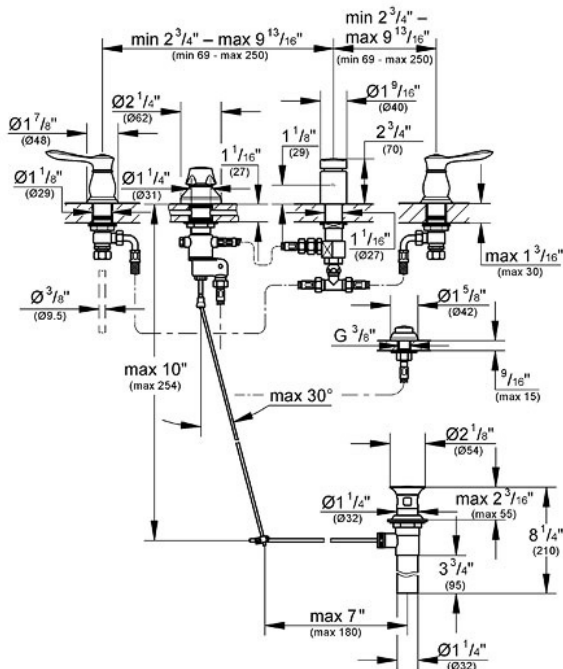 min 2 3/4" –
max 9 13/16"
(min 69 - max 250)
min 2 3/4" – max 9 13/16"
(min 69 - max 250)
Ø2 1/4"
(Ø62)
Ø1 9/16"
(Ø40)
Ø1 7/8"
(Ø48)
1 1/16"
(27)
1 1/8"
(29)
2 3/4"
(70)
Ø1 1/8"
(Ø29)
Ø1 1/4"
(Ø31)
1 1/16"
(Ø27)
max 1 3/16"
(max 30)
Ø 3/8"
(Ø9.5)
Ø1 5/8"
(Ø42)
G 3/8"
9/16"
(max 15)
max 10"
(max 254)
max 30°
Ø2 1/8"
(Ø54)
Ø1 1/4"
(Ø32)
max 2 3/16"
(max 55)
8 1/4"
(210)
3 3/4"
(95)
max 7"
(max 180)
Ø1 1/4"
(Ø32)